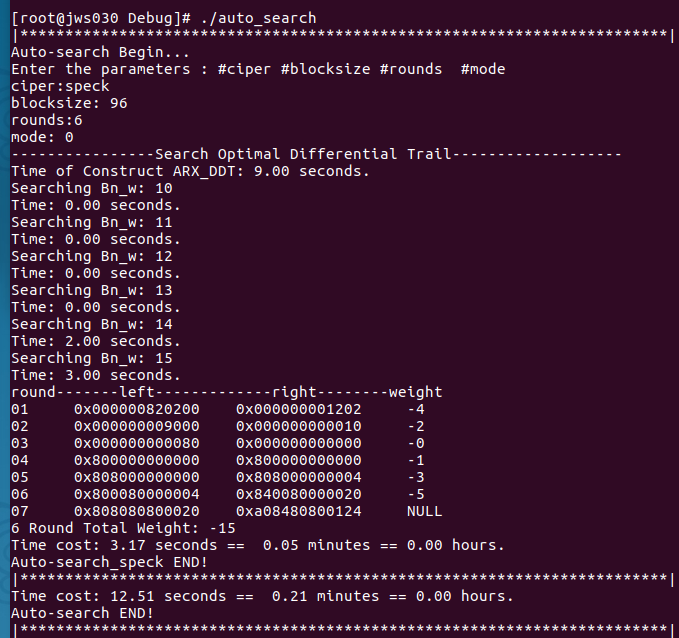 [root@jws030 Debug]# ./auto_search
|*************************************************************************|
Auto-search Begin...
Enter the parameters : #ciper #blocksize #rounds  #mode
ciper:speck
blocksize: 96
rounds:6
mode: 0
----------------Search Optimal Differential Trail-------------------
Time of Construct ARX_DDT: 9.00 seconds.
Searching Bn_w: 10
Time: 0.00 seconds.
Searching Bn_w: 11
Time: 0.00 seconds.
Searching Bn_w: 12
Time: 0.00 seconds.
Searching Bn_w: 13
Time: 0.00 seconds.
Searching Bn_w: 14
Time: 2.00 seconds.
Searching Bn_w: 15
Time: 3.00 seconds.
round-------left-------------right--------weight
01     0x000000820200    0x000000001202     -4
02     0x000000009000    0x000000000010     -2
03     0x000000000080    0x000000000000     -0
04     0x800000000000    0x800000000000     -1
05     0x808000000000    0x808000000004     -3
06     0x800080000004    0x840080000020     -5
07     0x808080800020    0xa08480800124     NULL
6 Round Total Weight: -15
Time cost: 3.17 seconds ==  0.05 minutes == 0.00 hours.
Auto-search_speck END!
|*************************************************************************|
Time cost: 12.51 seconds ==  0.21 minutes == 0.00 hours.
Auto-search END!
|*************************************************************************|